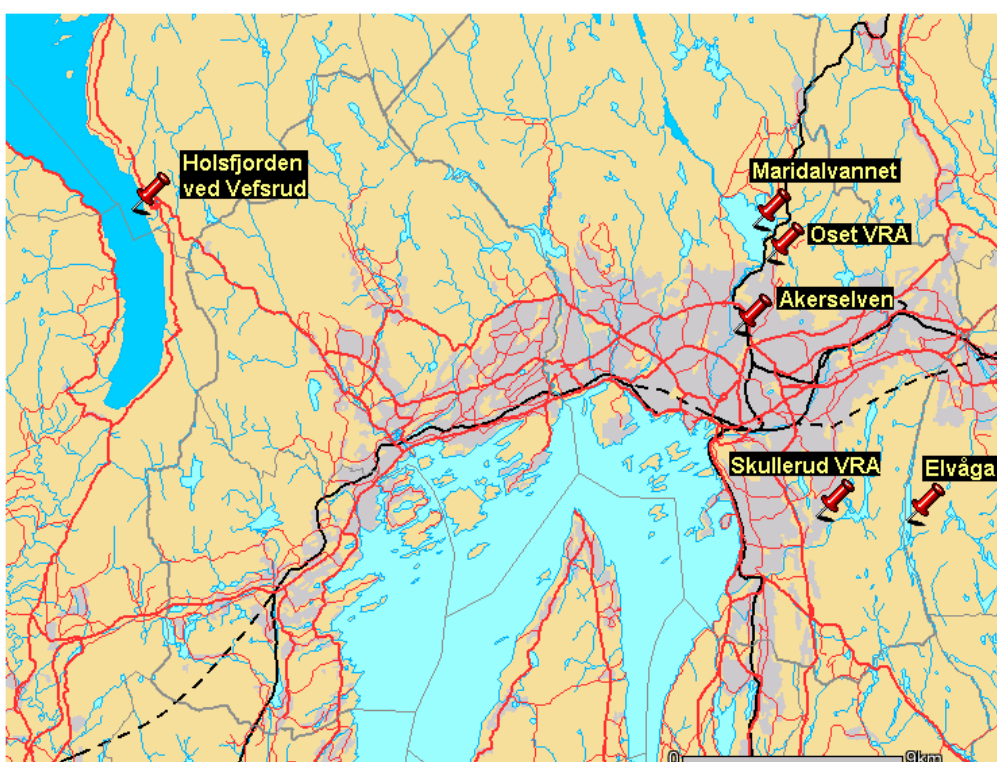 Holsfjorden
ved Vefsrud
Maridalvannet
Oset VRA
Akerselven
Skullerud VRA
Elvåga
0 9km